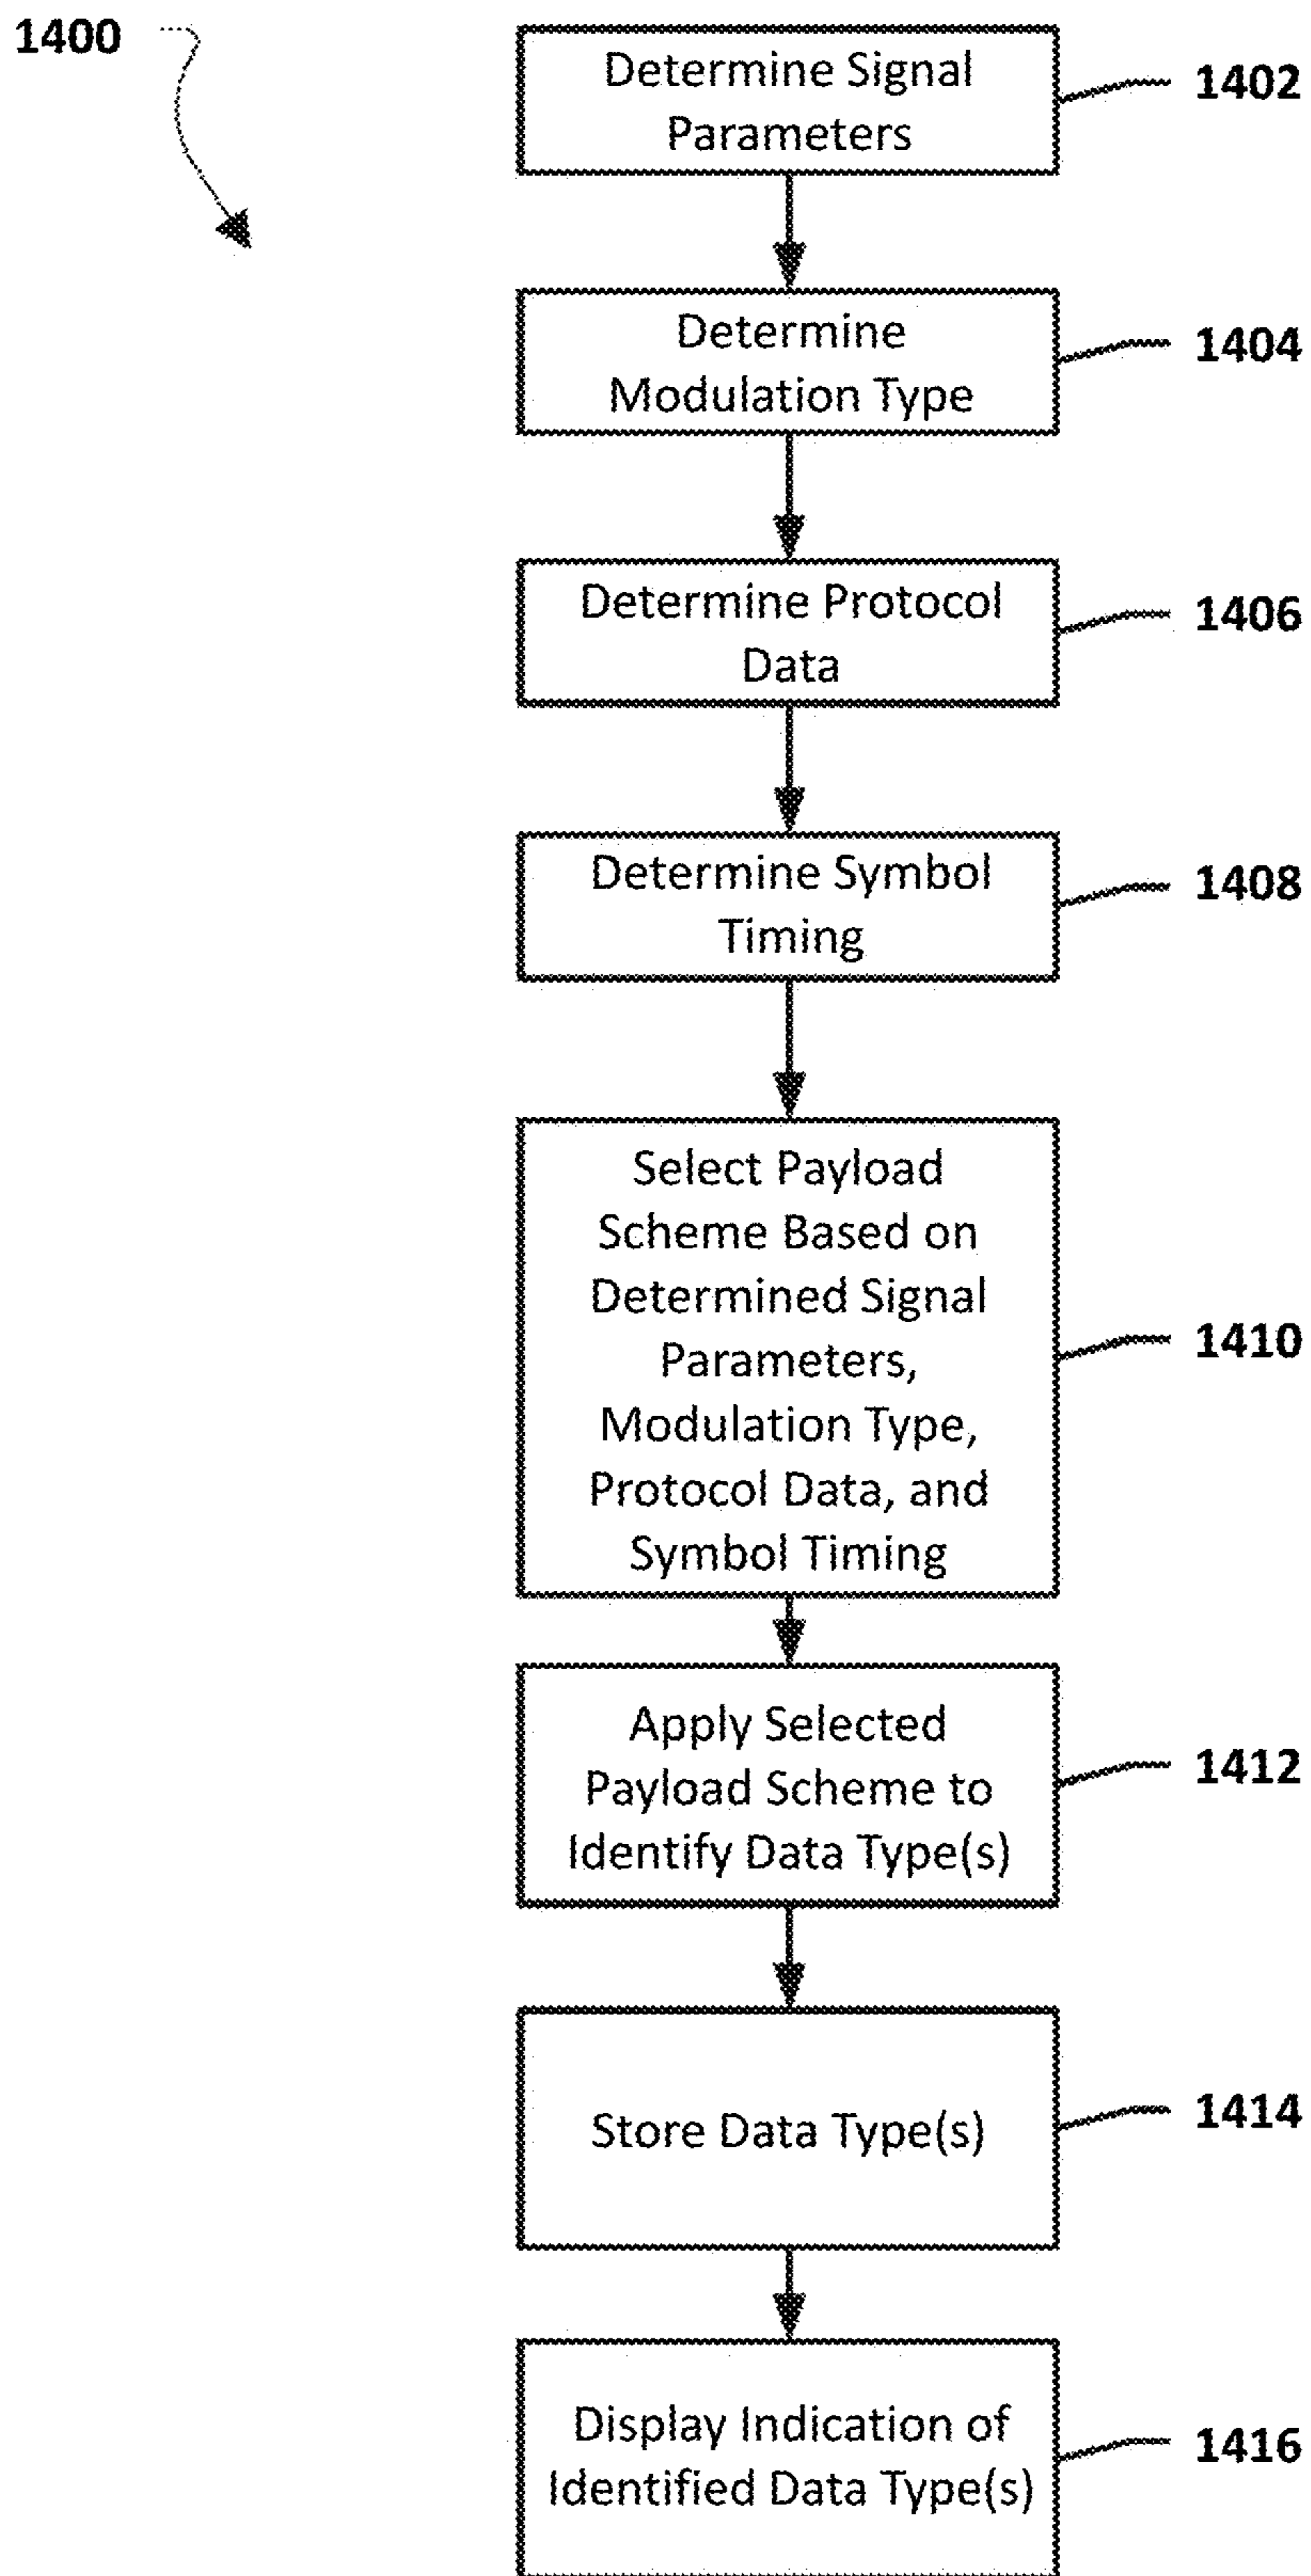 1400
Determine Signal
Parameters
1402
Determine
Modulation Type
1404
Determine Protocol
Data
1406
Determine Symbol
Timing
1408
Select Payload
Scheme Based on
Determined Signal
Parameters,
Modulation Type,
Protocol Data, and
Symbol Timing
1410
Apply Selected
Payload Scheme to
Identify Data Type(s)
1412
Store Data Type(s)
1414
Display Indication of
Identified Data Type(s)
1416